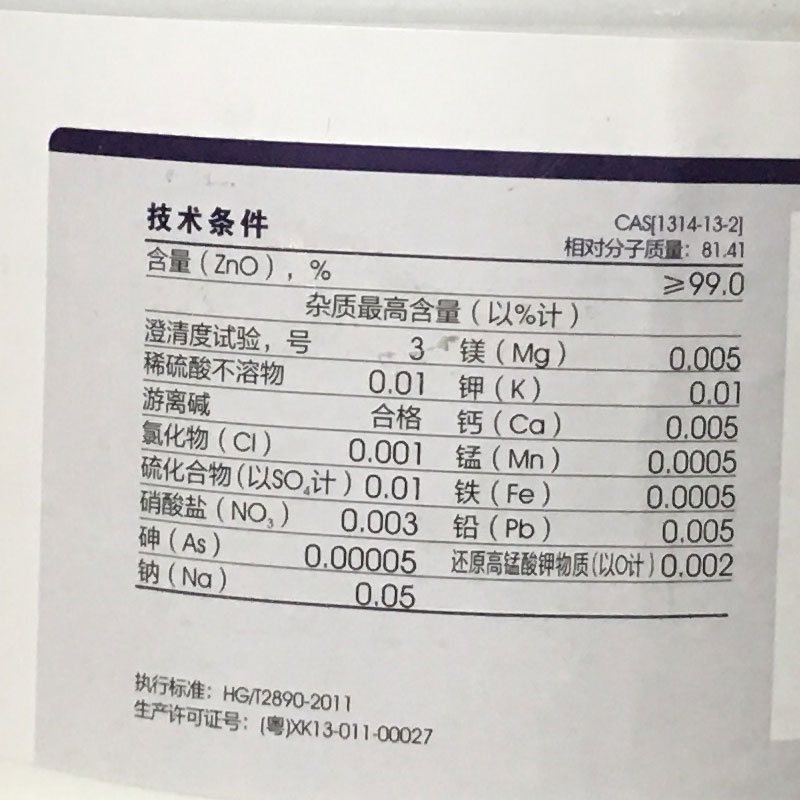 技术条件
CAS[1314-13-2]
相对分子质量：81.41
含量（ZnO），% ≥99.0
杂质最高含量（以%计）
澄清度试验，号 3 镁（Mg） 0.005
稀硫酸不溶物 0.01 钾（K） 0.01
游离碱 合格 钙（Ca） 0.005
氯化物（Cl） 0.001 锰（Mn） 0.0005
硫化合物（以SO₄计） 0.01 铁（Fe） 0.0005
硝酸盐（NO₃） 0.003 铅（Pb） 0.005
砷（As） 0.00005 还原高锰酸钾物质（以O计） 0.002
钠（Na） 0.05
执行标准：HG/T2890-2011
生产许可证号：(粤)XK13-011-00027